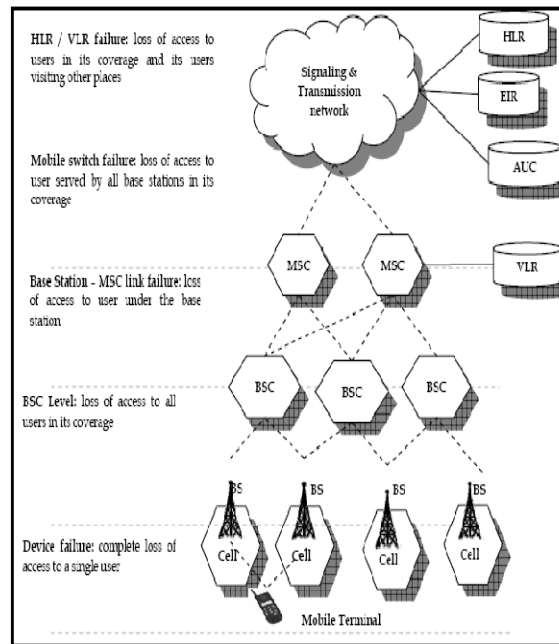 HLR / VLR failure: loss of access to
users in its coverage and its users
visiting other places
Signaling &
Transmission
network
HLR
EIR
AUC
Mobile switch failure: loss of access to
user served by all base stations in its
coverage
MSC
MSC
VLR
Base Station - MSC link failure: loss
of access to user under the base
station
BSC
BSC
BSC
BSC Level: loss of access to all
users in its coverage
BS
BS
BS
BS
Cell
Cell
Cell
Cell
Device failure: complete loss of
access to a single user
Mobile Terminal